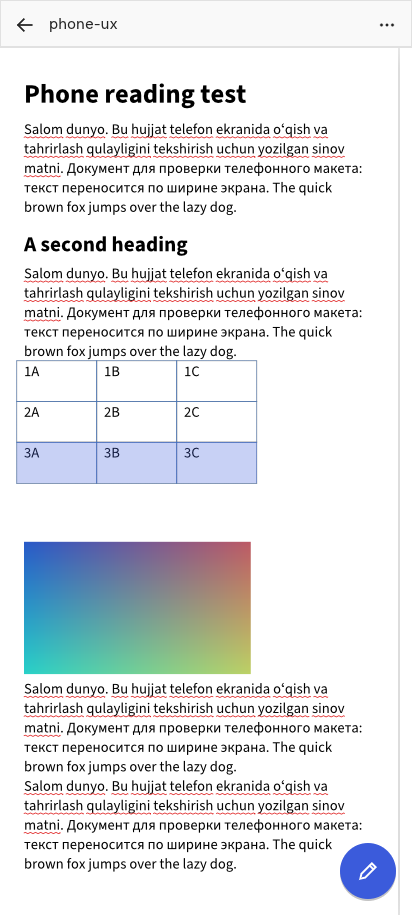 phone-ux
Phone reading test
Salom dunyo. Bu hujjat telefon ekranida oʻqish va
tahrirlash qulayligini tekshirish uchun yozilgan sinov
matni. Документ для проверки телефонного макета:
текст переносится по ширине экрана. The quick
brown fox jumps over the lazy dog.
A second heading
Salom dunyo. Bu hujjat telefon ekranida oʻqish va
tahrirlash qulayligini tekshirish uchun yozilgan sinov
matni. Документ для проверки телефонного макета:
текст переносится по ширине экрана. The quick
brown fox jumps over the lazy dog.
1A 1B 1C
2A 2B 2C
3A 3B 3C
Salom dunyo. Bu hujjat telefon ekranida oʻqish va
tahrirlash qulayligini tekshirish uchun yozilgan sinov
matni. Документ для проверки телефонного макета:
текст переносится по ширине экрана. The quick
brown fox jumps over the lazy dog.
Salom dunyo. Bu hujjat telefon ekranida oʻqish va
tahrirlash qulayligini tekshirish uchun yozilgan sinov
matni. Документ для проверки телефонного макета:
текст переносится по ширине экрана. The quick
brown fox jumps over the lazy dog.